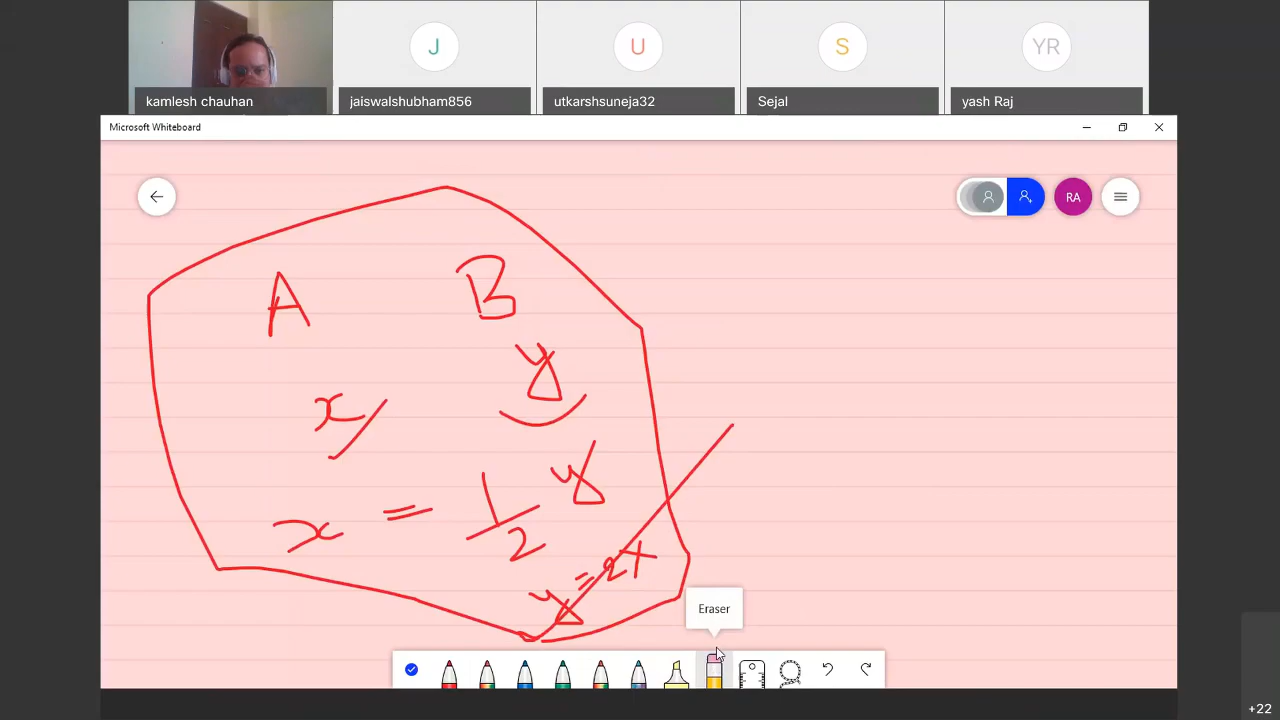 J U S YR
kamlesh chauhan jaiswalshubham856 utkarshsuneja32 Sejal yash Raj
Microsoft Whiteboard
RA
A B
x y
x = 1/2 y
y = 2x
Eraser
+22